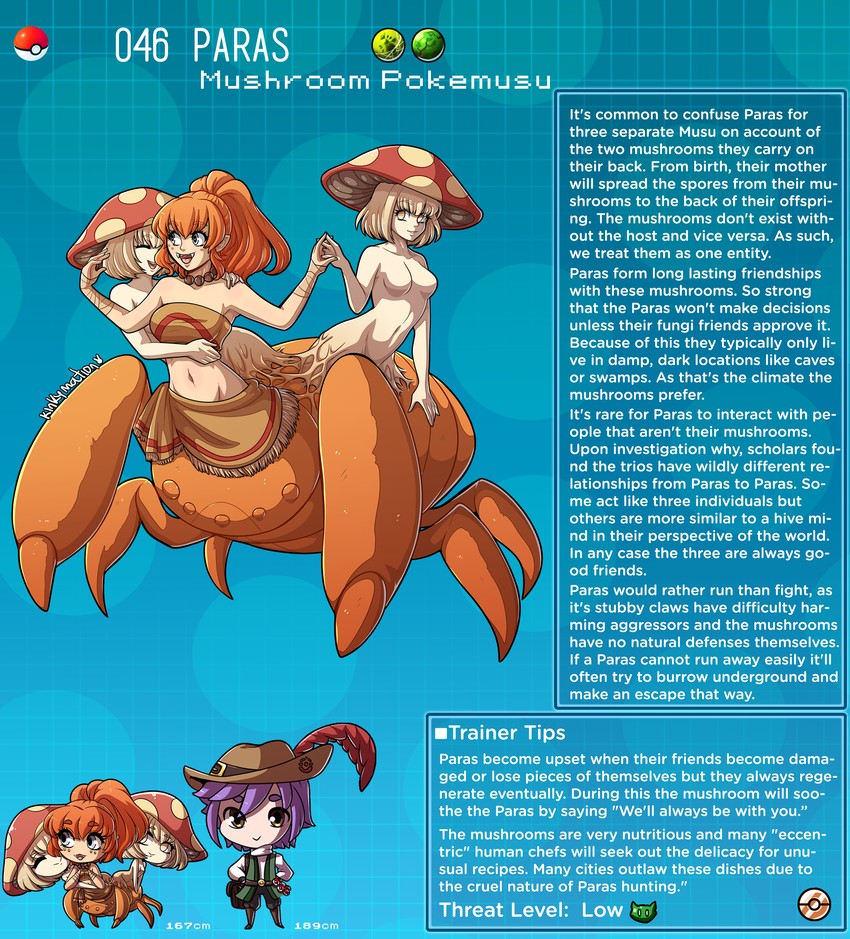 046 PARAS
Mushroom Pokemusu
It's common to confuse Paras for
three separate Musu on account of
the two mushrooms they carry on
their back. From birth, their mother
will spread the spores from their mu-
shrooms to the back of their offspri-
ng. The mushrooms don't exist with-
out the host and vice versa. As such,
we treat them as one entity.
Paras form long lasting friendships
with these mushrooms. So strong
that the Paras won't make decisions
unless their fungi friends approve it.
Because of this they typically only li-
ve in damp, dark locations like caves
or swamps. As that's the climate the
mushrooms prefer.
It's rare for Paras to interact with pe-
ople that aren't their mushrooms.
Upon investigation why, scholars fou-
nd the trios have wildly different re-
lationships from Paras to Paras. So-
me act like three individuals but
others are more similar to a hive mi-
nd in their perspective of the world.
In any case the three are always go-
od friends.
Paras would rather run than fight, as
it's stubby claws have difficulty har-
ming aggressors and the mushrooms
have no natural defenses themselves.
If a Paras cannot run away easily it'll
often try to burrow underground and
make an escape that way.
kinkymation
■Trainer Tips
Paras become upset when their friends become dama-
ged or lose pieces of themselves but they always rege-
nerate eventually. During this the mushroom will soo-
the the Paras by saying "We'll always be with you."
The mushrooms are very nutritious and many "eccen-
tric" human chefs will seek out the delicacy for unu-
sual recipes. Many cities outlaw these dishes due to
the cruel nature of Paras hunting."
Threat Level: Low
167cm
189cm